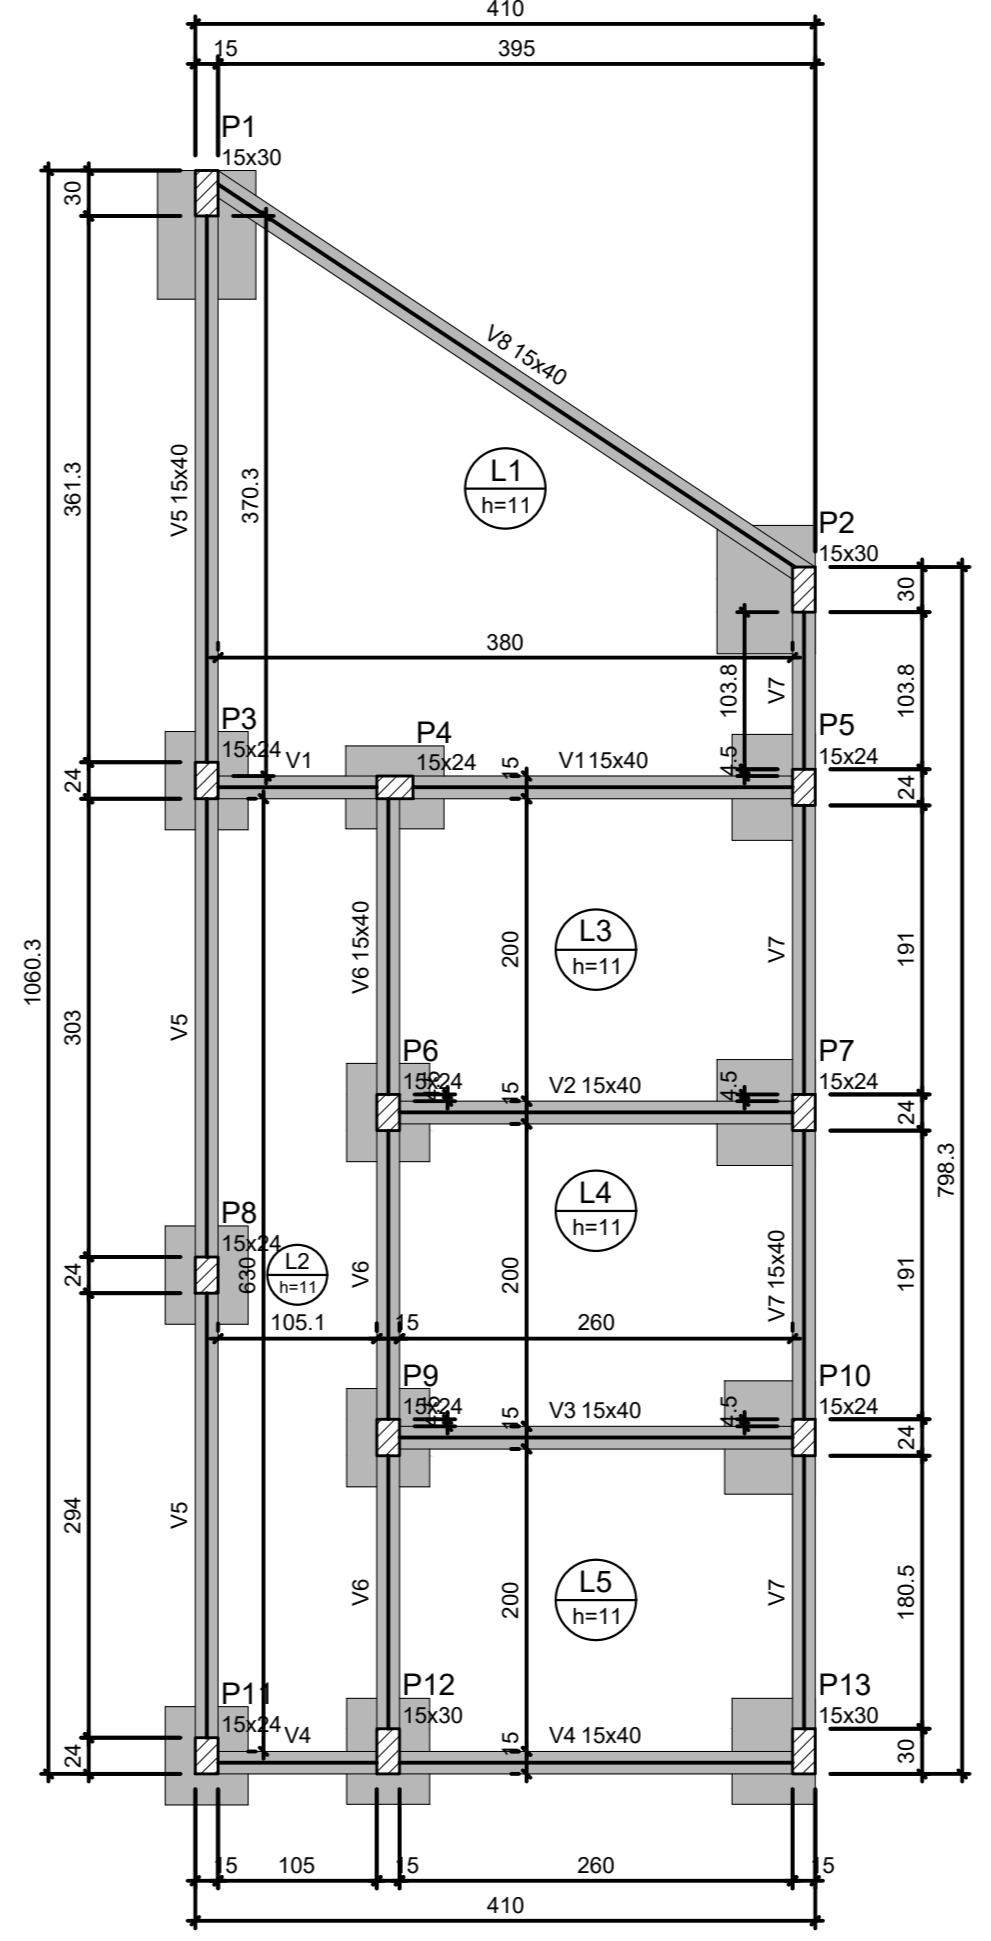 410
15
395
P1
15x30
30
V8 15x40
361.3
V5 15x40
370.3
L1
h=11
P2
15x30
30
380
103.8
V7
103.8
P3
15x24
V1
P4
15x24
15
V1 15x40
4.5
P5
15x24
24
24
1060.3
303
V5
V6 15x40
200
L3
h=11
V7
191
P6
15x24
15
V2 15x40
4.5
P7
15x24
24
798.3
P8
15x24
24
630
L2
h=11
V6
200
L4
h=11
V7 15x40
191
105.1
15
260
P9
15x24
15
V3 15x40
4.5
P10
15x24
24
294
V5
V6
200
L5
h=11
V7
180.5
P11
15x24
24
V4
P12
15x30
15
V4 15x40
P13
15x30
30
15
105
15
260
15
410